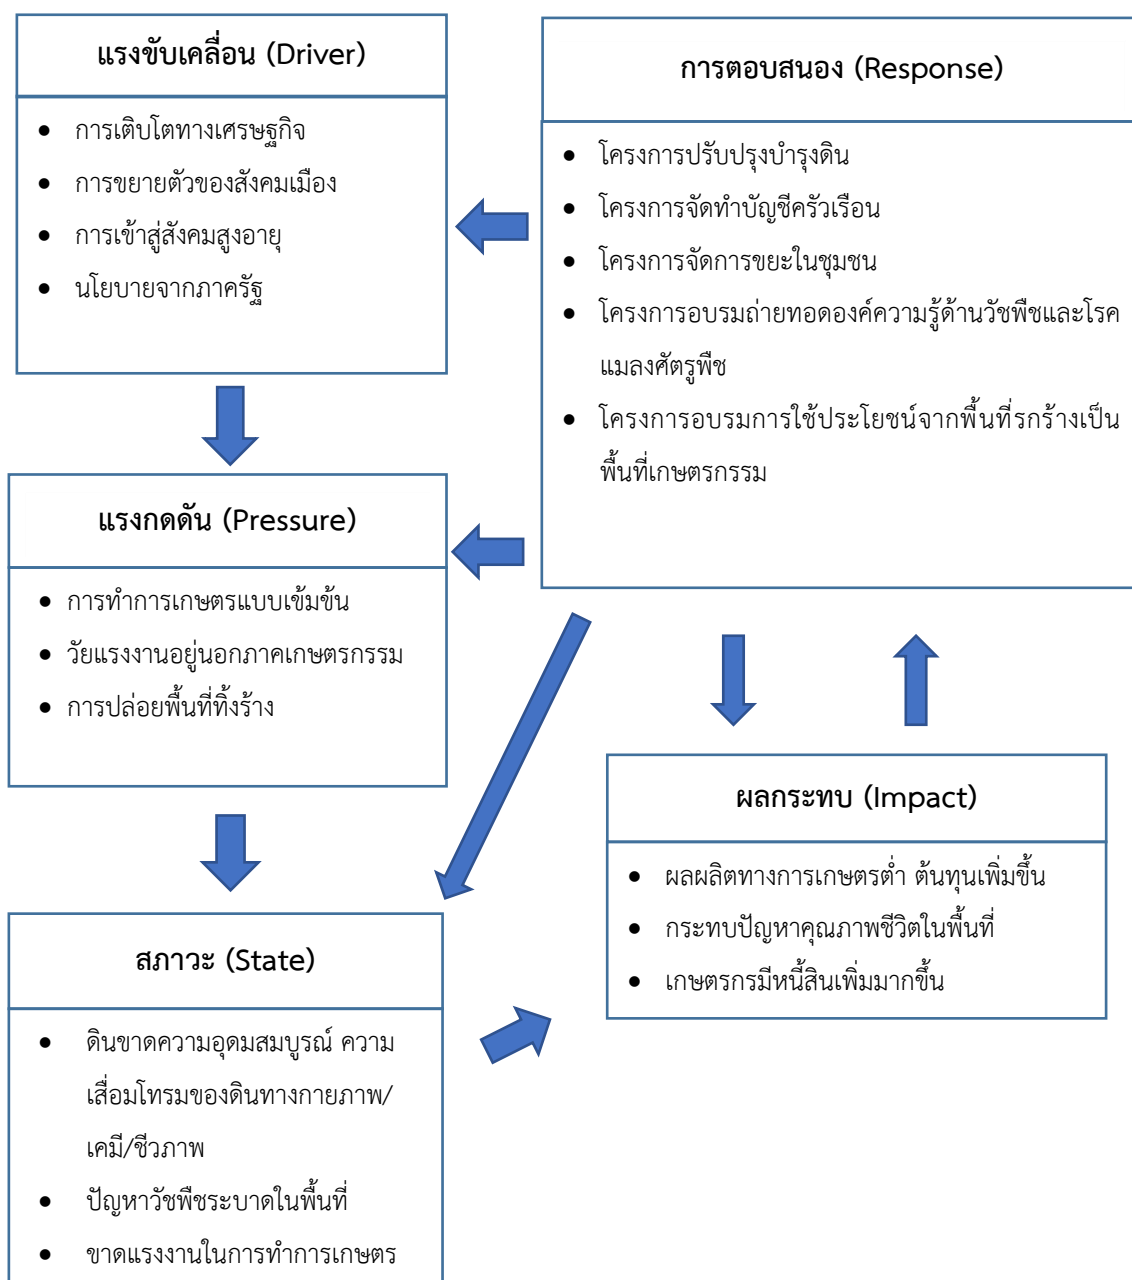 แรงขับเคลื่อน (Driver)
• การเติบโตทางเศรษฐกิจ
• การขยายตัวของสังคมเมือง
• การเข้าสู่สังคมสูงอายุ
• นโยบายจากภาครัฐ
การตอบสนอง (Response)
• โครงการปรับปรุงบำรุงดิน
• โครงการจัดทำบัญชีครัวเรือน
• โครงการจัดการขยะในชุมชน
• โครงการอบรมถ่ายทอดองค์ความรู้ด้านวัชพืชและโรค
แมลงศัตรูพืช
• โครงการอบรมการใช้ประโยชน์จากพื้นที่รกร้างเป็น
พื้นที่เกษตรกรรม
แรงกดดัน (Pressure)
• การทำการเกษตรแบบเข้มข้น
• วัยแรงงานอยู่นอกภาคเกษตรกรรม
• การปล่อยพื้นที่ทิ้งร้าง
ผลกระทบ (Impact)
• ผลผลิตทางการเกษตรต่ำ ต้นทุนเพิ่มขึ้น
• กระทบปัญหาคุณภาพชีวิตในพื้นที่
• เกษตรกรมีหนี้สินเพิ่มมากขึ้น
สภาวะ (State)
• ดินขาดความอุดมสมบูรณ์ ความ
เสื่อมโทรมของดินทางกายภาพ/
เคมี/ชีวภาพ
• ปัญหาวัชพืชระบาดในพื้นที่
• ขาดแรงงานในการทำการเกษตร